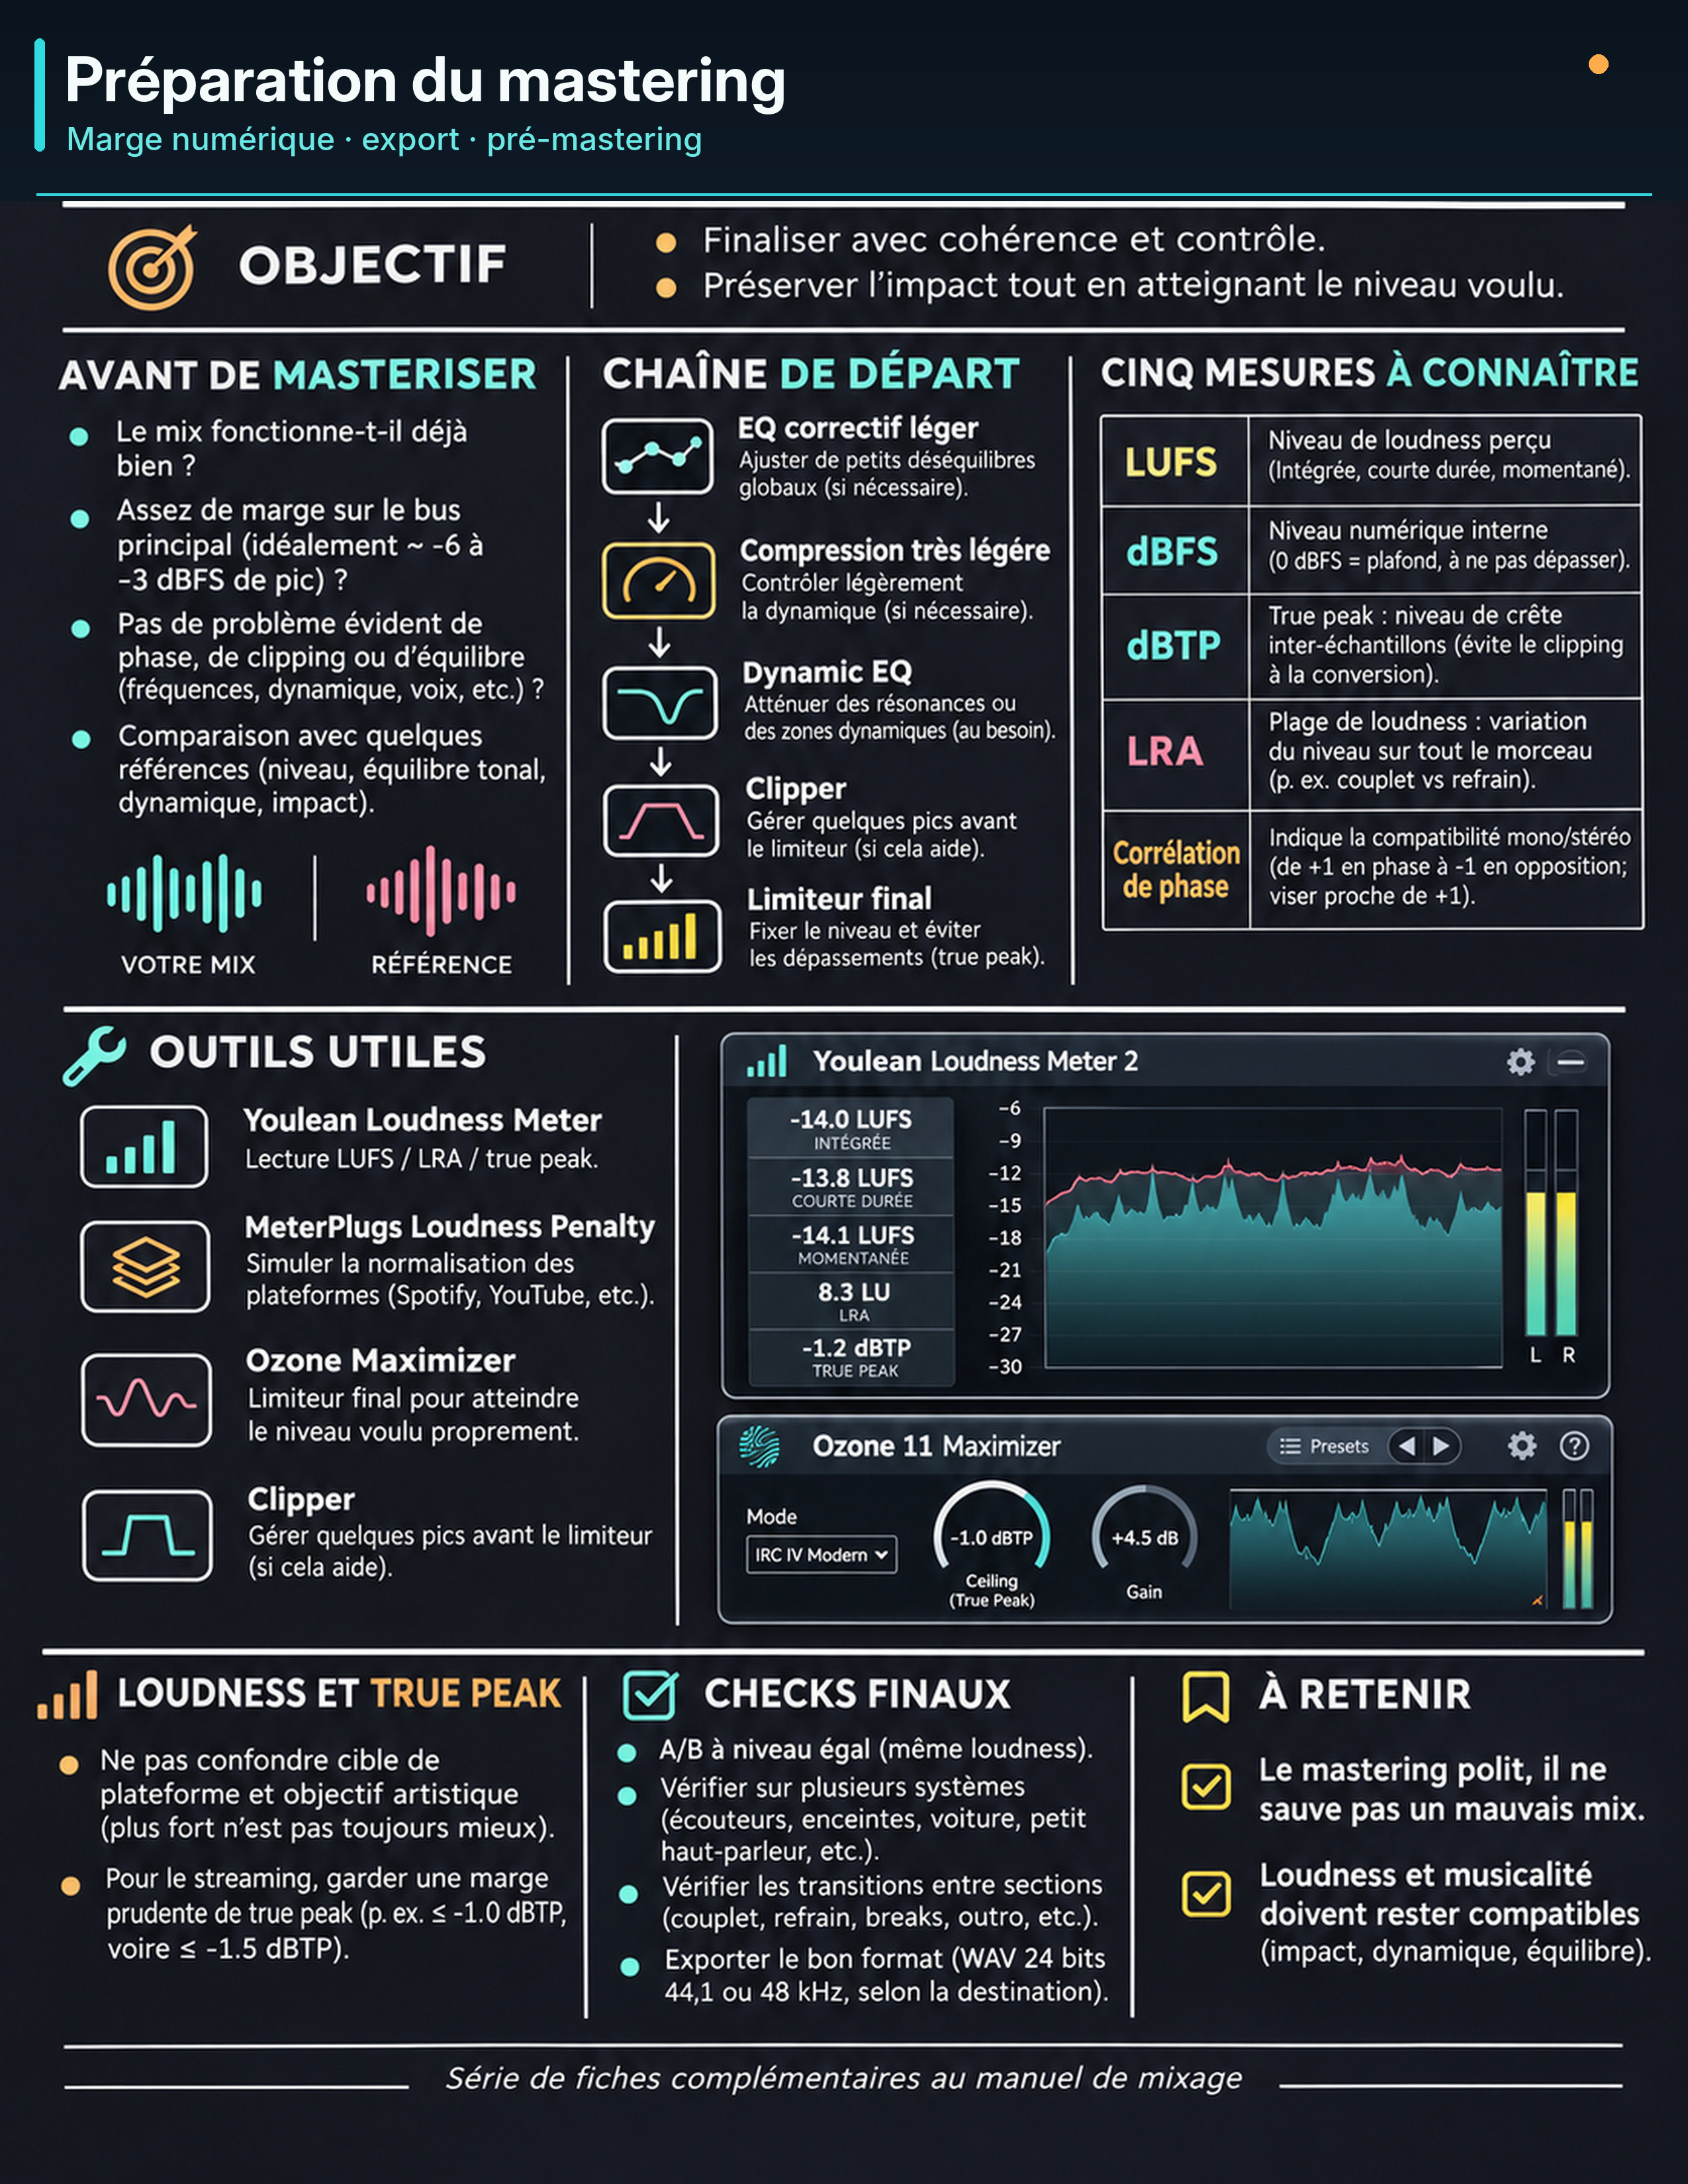 Préparation du mastering
Marge numérique · export · pré-mastering
OBJECTIF
Finaliser avec cohérence et contrôle.
Préserver l'impact tout en atteignant le niveau voulu.
AVANT DE MASTERISER
Le mix fonctionne-t-il déjà
bien ?
Assez de marge sur le bus
principal (idéalement ~ -6 à
-3 dBFS de pic) ?
Pas de problème évident de
phase, de clipping ou d'équilibre
(fréquences, dynamique, voix, etc.) ?
Comparaison avec quelques
références (niveau, équilibre tonal,
dynamique, impact).
VOTRE MIX
RÉFÉRENCE
CHAÎNE DE DÉPART
EQ correctif léger
Ajuster de petits déséquilibres
globaux (si nécessaire).
Compression très légére
Contrôler légèrement
la dynamique (si nécessaire).
Dynamic EQ
Atténuer des résonances ou
des zones dynamiques (au besoin).
Clipper
Gérer quelques pics avant
le limiteur (si cela aide).
Limiteur final
Fixer le niveau et éviter
les dépassements (true peak).
CINQ MESURES À CONNAÎTRE
LUFS
Niveau de loudness perçu
(Intégrée, courte durée, momentané).
dBFS
Niveau numérique interne
(0 dBFS = plafond, à ne pas dépasser).
dBTP
True peak : niveau de crête
inter-échantillons (évite le clipping
à la conversion).
LRA
Plage de loudness : variation
du niveau sur tout le morceau
(p. ex. couplet vs refrain).
Corrélation
de phase
Indique la compatibilité mono/stéréo
(de +1 en phase à -1 en opposition;
viser proche de +1).
OUTILS UTILES
Youlean Loudness Meter
Lecture LUFS / LRA / true peak.
MeterPlugs Loudness Penalty
Simuler la normalisation des
plateformes (Spotify, YouTube, etc.).
Ozone Maximizer
Limiteur final pour atteindre
le niveau voulu proprement.
Clipper
Gérer quelques pics avant le limiteur
(si cela aide).
Youlean Loudness Meter 2
-14.0 LUFS
INTÉGRÉE
-13.8 LUFS
COURTE DURÉE
-14.1 LUFS
MOMENTANÉE
8.3 LU
LRA
-1.2 dBTP
TRUE PEAK
-6
-9
-12
-15
-18
-21
-24
-27
-30
L R
Ozone 11 Maximizer
Presets
?
Mode
IRC IV Modern
-1.0 dBTP
Ceiling
(True Peak)
+4.5 dB
Gain
LOUDNESS ET TRUE PEAK
Ne pas confondre cible de
plateforme et objectif artistique
(plus fort n'est pas toujours mieux).
Pour le streaming, garder une marge
prudente de true peak (p. ex. ≤ -1.0 dBTP,
voire ≤ -1.5 dBTP).
CHECKS FINAUX
A/B à niveau égal (même loudness).
Vérifier sur plusieurs systèmes
(écouteurs, enceintes, voiture, petit
haut-parleur, etc.).
Vérifier les transitions entre sections
(couplet, refrain, breaks, outro, etc.).
Exporter le bon format (WAV 24 bits
44,1 ou 48 kHz, selon la destination).
À RETENIR
Le mastering polit, il ne
sauve pas un mauvais mix.
Loudness et musicalité
doivent rester compatibles
(impact, dynamique, équilibre).
Série de fiches complémentaires au manuel de mixage